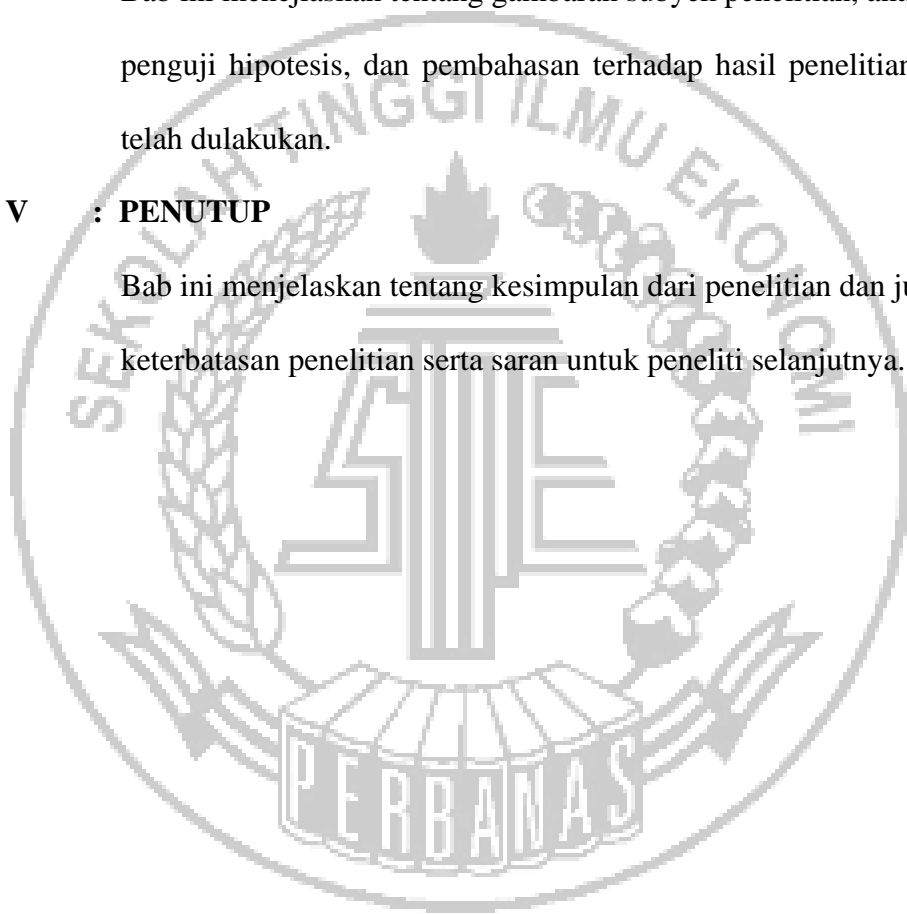 penguji hipotesis, dan pembahasan terhadap hasil penelitian
telah dulakukan.
V : PENUTUP
Bab ini menjelaskan tentang kesimpulan dari penelitian dan
keterbatasan penelitian serta saran untuk peneliti selanjutnya.
SEKOLAH TINGGI ILMU EKONOMI
STIE
PERBANAS